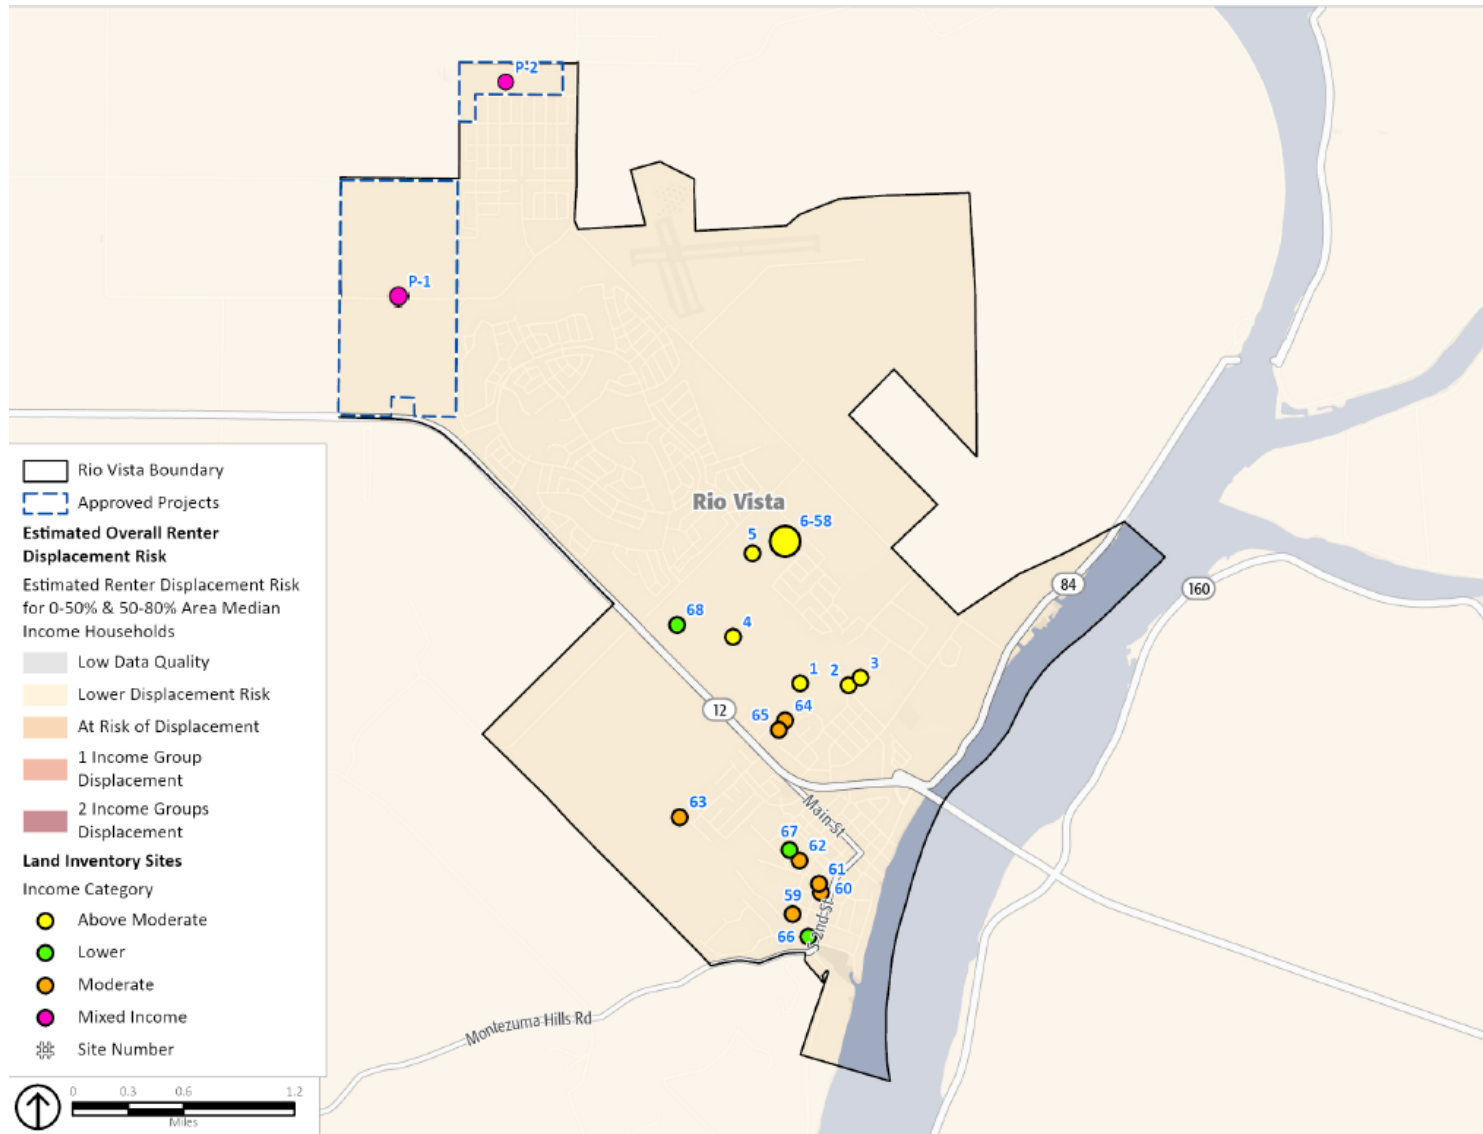 P-2
P-1
Rio Vista
6-58
5
68
4
1
2
3
64
65
12
84
160
63
Main St
67
62
61
60
59
66
S 2nd St
Montezuma Hills Rd
Rio Vista Boundary
Approved Projects
Estimated Overall Renter
Displacement Risk
Estimated Renter Displacement Risk
for 0-50% & 50-80% Area Median
Income Households
Low Data Quality
Lower Displacement Risk
At Risk of Displacement
1 Income Group
Displacement
2 Income Groups
Displacement
Land Inventory Sites
Income Category
Above Moderate
Lower
Moderate
Mixed Income
## Site Number
0 0.3 0.6 1.2
Miles